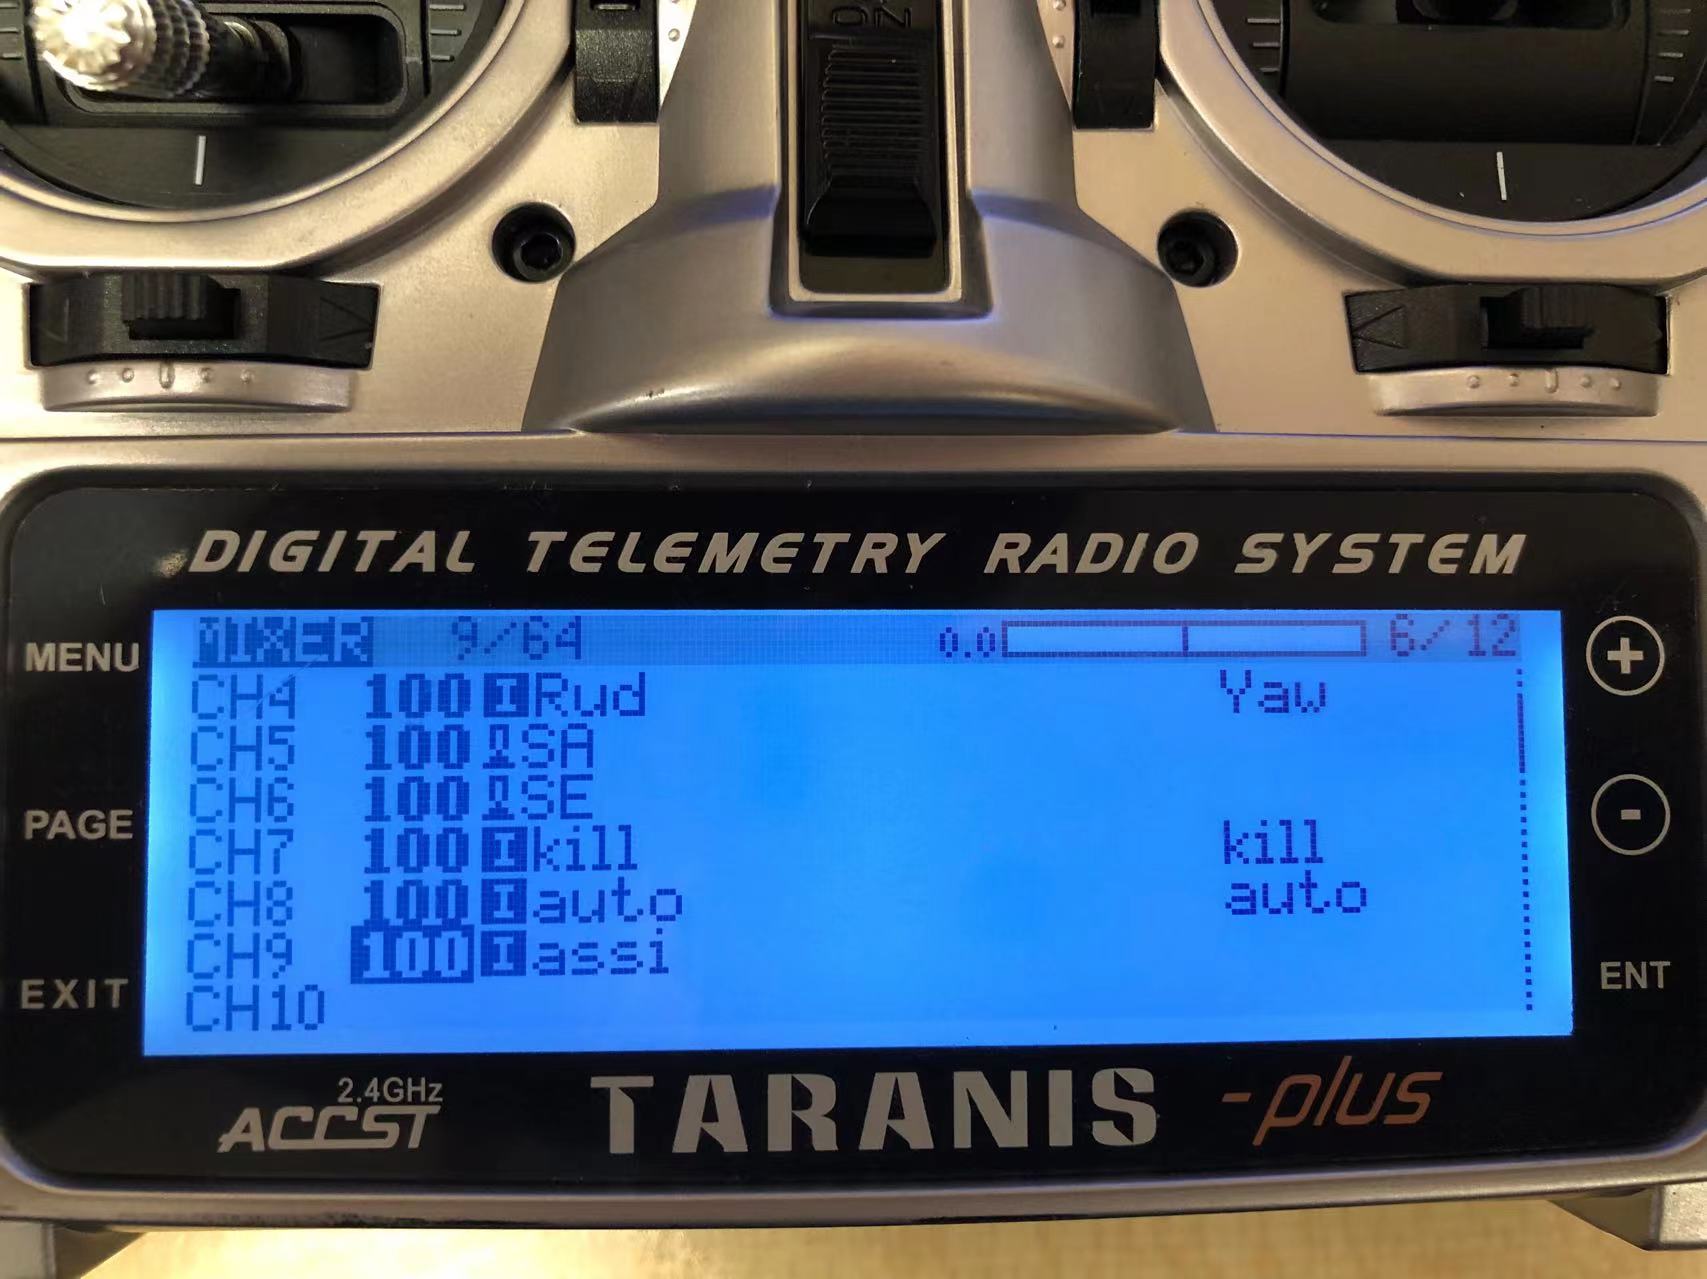 DIGITAL TELEMETRY RADIO SYSTEM
MIXER 9/64 0.0 6/12
CH4 100 I Rud Yaw
CH5 100 SA
CH6 100 SE
CH7 100 I kill kill
CH8 100 I auto auto
CH9 100 I assi
CH10
MENU
PAGE
EXIT
+
-
ENT
2.4GHz
ACCST
TARANIS -plus